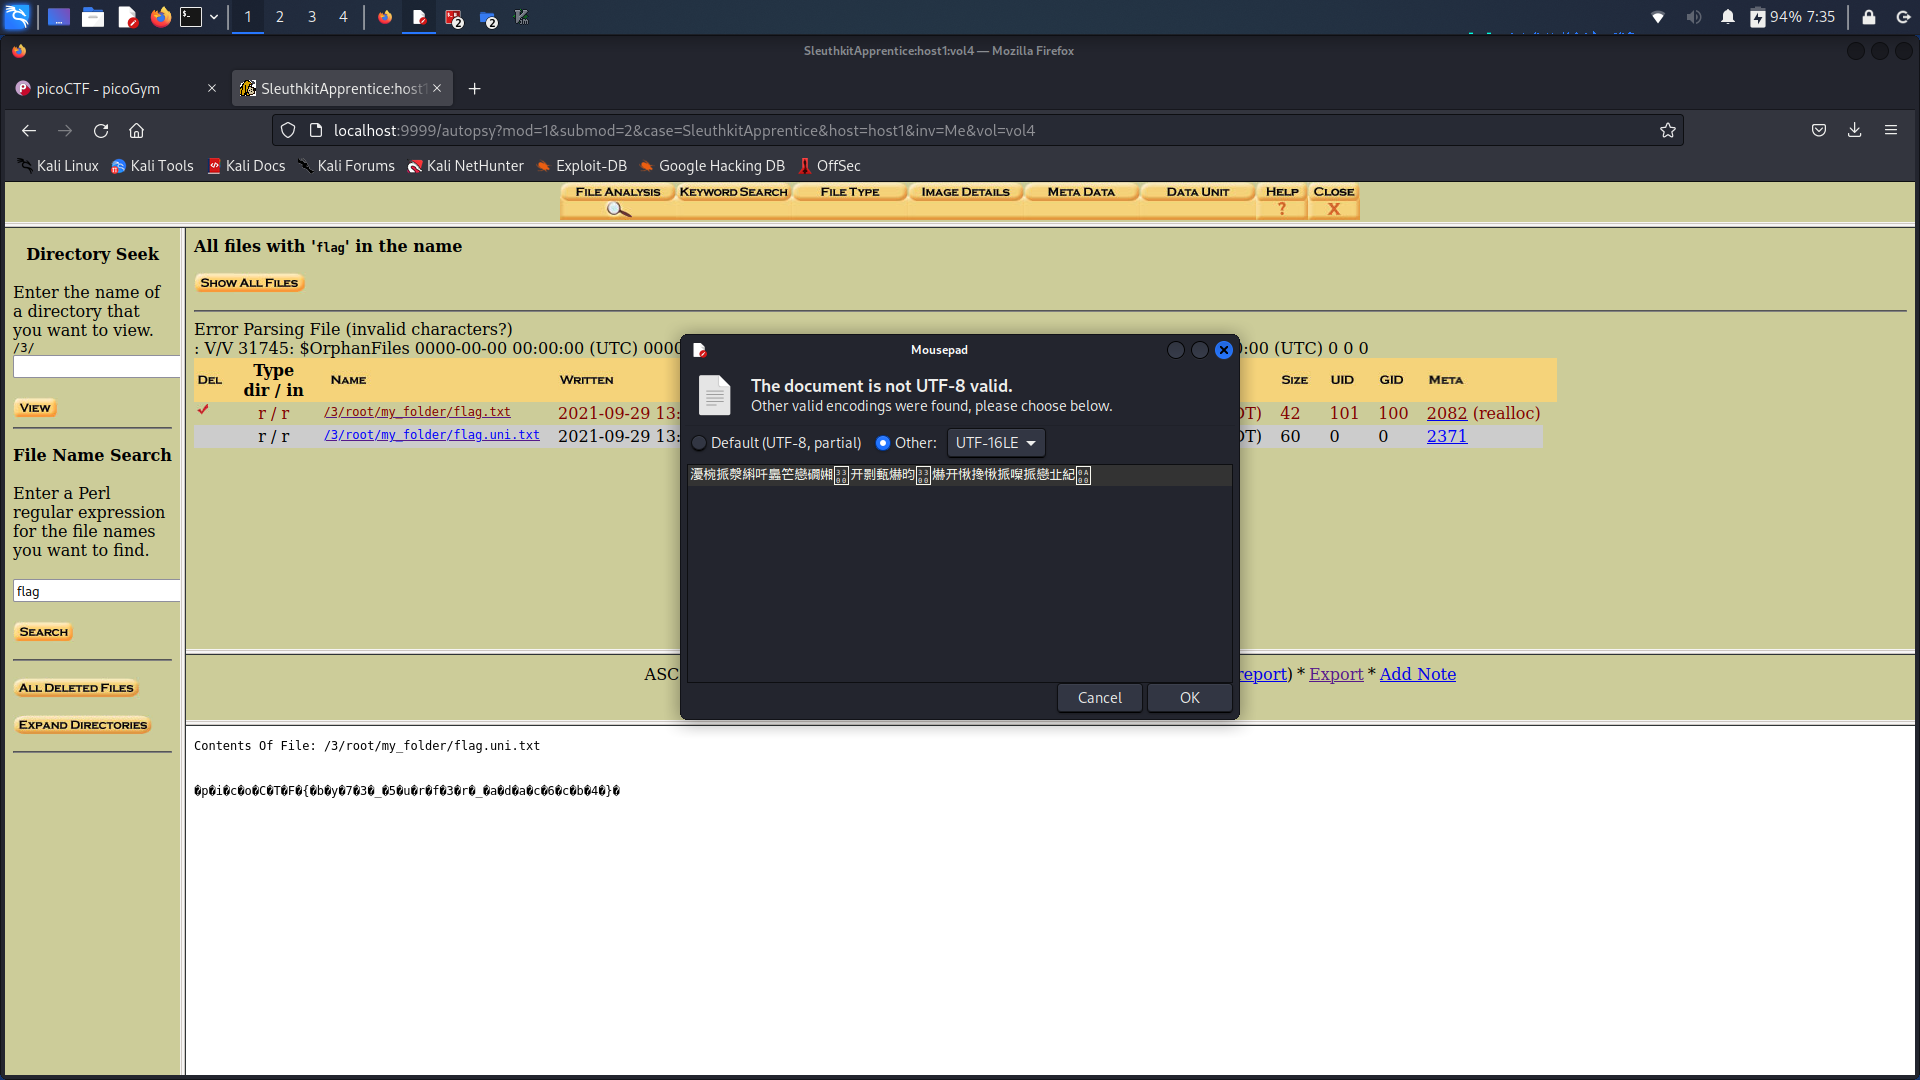 1 2 3 4
94% 7:35
SleuthkitApprentice:host1:vol4 — Mozilla Firefox
picoCTF - picoGym
SleuthkitApprentice:host1
localhost:9999/autopsy?mod=1&submod=2&case=SleuthkitApprentice&host=host1&inv=Me&vol=vol4
Kali Linux Kali Tools Kali Docs Kali Forums Kali NetHunter Exploit-DB Google Hacking DB OffSec
FILE ANALYSIS KEYWORD SEARCH FILE TYPE IMAGE DETAILS META DATA DATA UNIT HELP CLOSE
? X
Directory Seek
Enter the name of
a directory that
you want to view.
/3/
VIEW
File Name Search
Enter a Perl
regular expression
for the file names
you want to find.
flag
SEARCH
ALL DELETED FILES
EXPAND DIRECTORIES
All files with 'flag' in the name
SHOW ALL FILES
Error Parsing File (invalid characters?)
: V/V 31745: $OrphanFiles 0000-00-00 00:00:00 (UTC) 0000 :00 (UTC) 0 0 0
DEL Type dir / in NAME WRITTEN SIZE UID GID META
r / r /3/root/my_folder/flag.txt 2021-09-29 13: DT) 42 101 100 2082 (realloc)
r / r /3/root/my_folder/flag.uni.txt 2021-09-29 13: DT) 60 0 0 2371
Mousepad
The document is not UTF-8 valid.
Other valid encodings were found, please choose below.
Default (UTF-8, partial) Other: UTF-16LE
Cancel OK
ASC report) * Export * Add Note
Contents Of File: /3/root/my_folder/flag.uni.txt
�p�i�c�o�C�T�F�{�b�y�7�3�_�5�u�r�f�3�r�_�a�d�a�c�6�c�b�4�}�